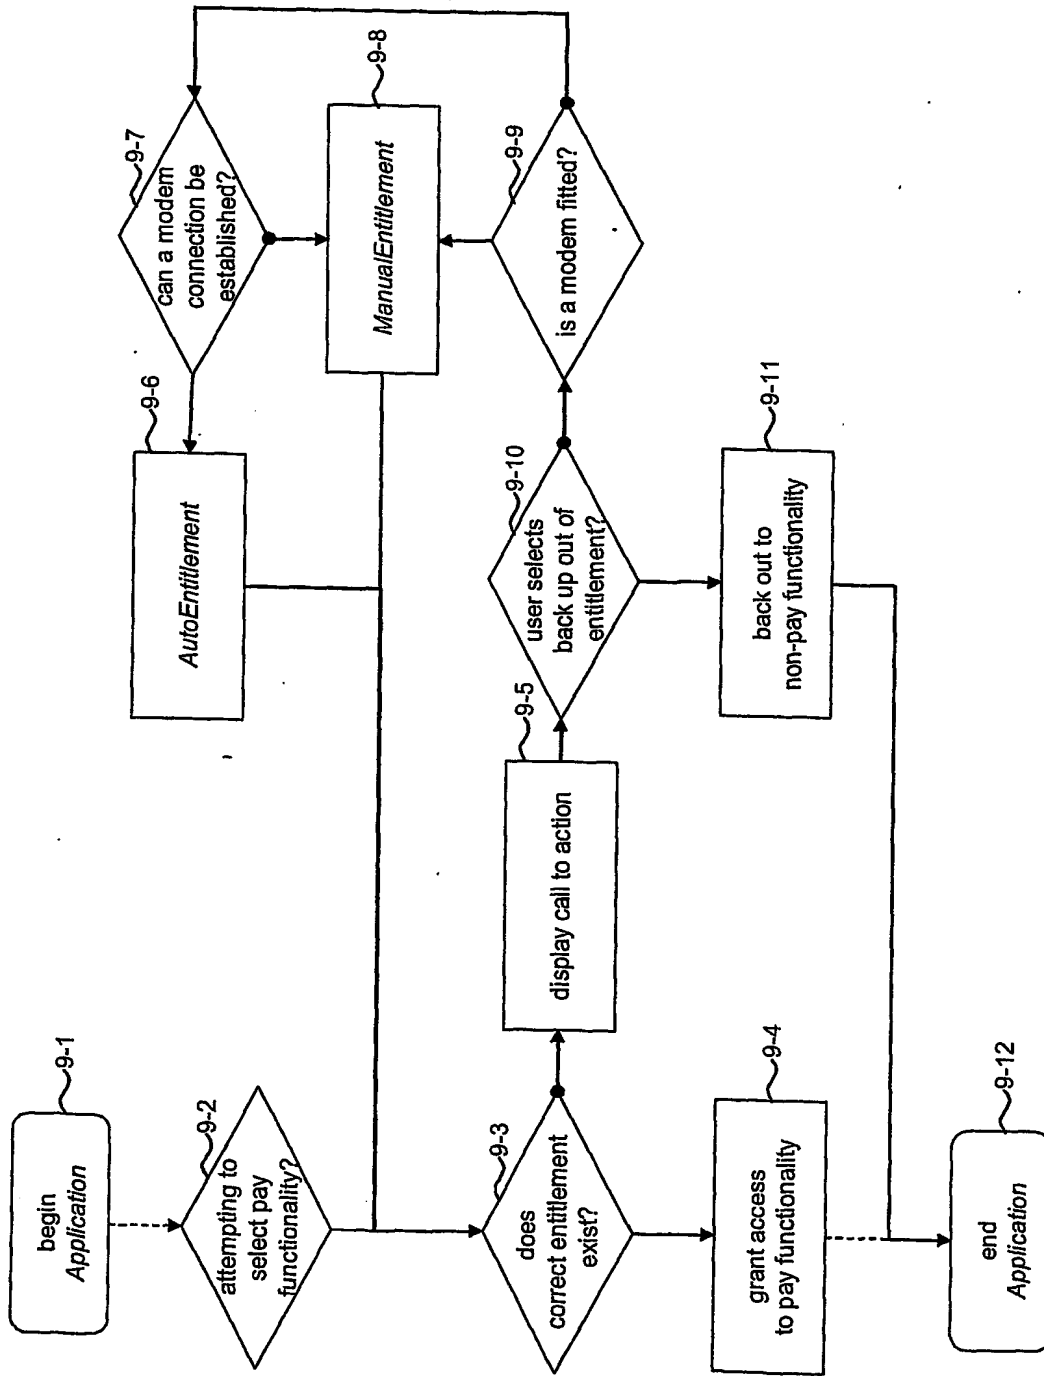 begin
Application
9-1
attempting to
select pay
functionality?
9-2
does
correct entitlement
exist?
9-3
grant access
to pay functionality
9-4
display call to action
9-5
AutoEntitlement
9-6
can a modem
connection be
established?
9-7
ManualEntitlement
9-8
is a modem fitted?
9-9
user selects
back up out of
entitlement?
9-10
back out to
non-pay functionality
9-11
end
Application
9-12